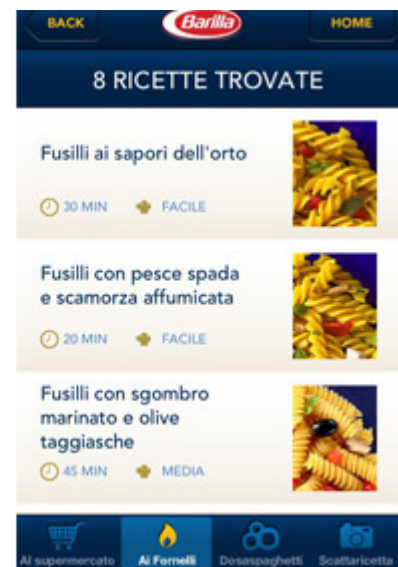 BACK
Barilla
HOME
8 RICETTE TROVATE
Fusilli ai sapori dell'orto
30 MIN FACILE
Fusilli con pesce spada
e scamorza affumicata
20 MIN FACILE
Fusilli con sgombro
marinato e olive
taggiasche
45 MIN MEDIA
Al supermercato Ai Fornelli Dosaspaghetti Scattaricetta